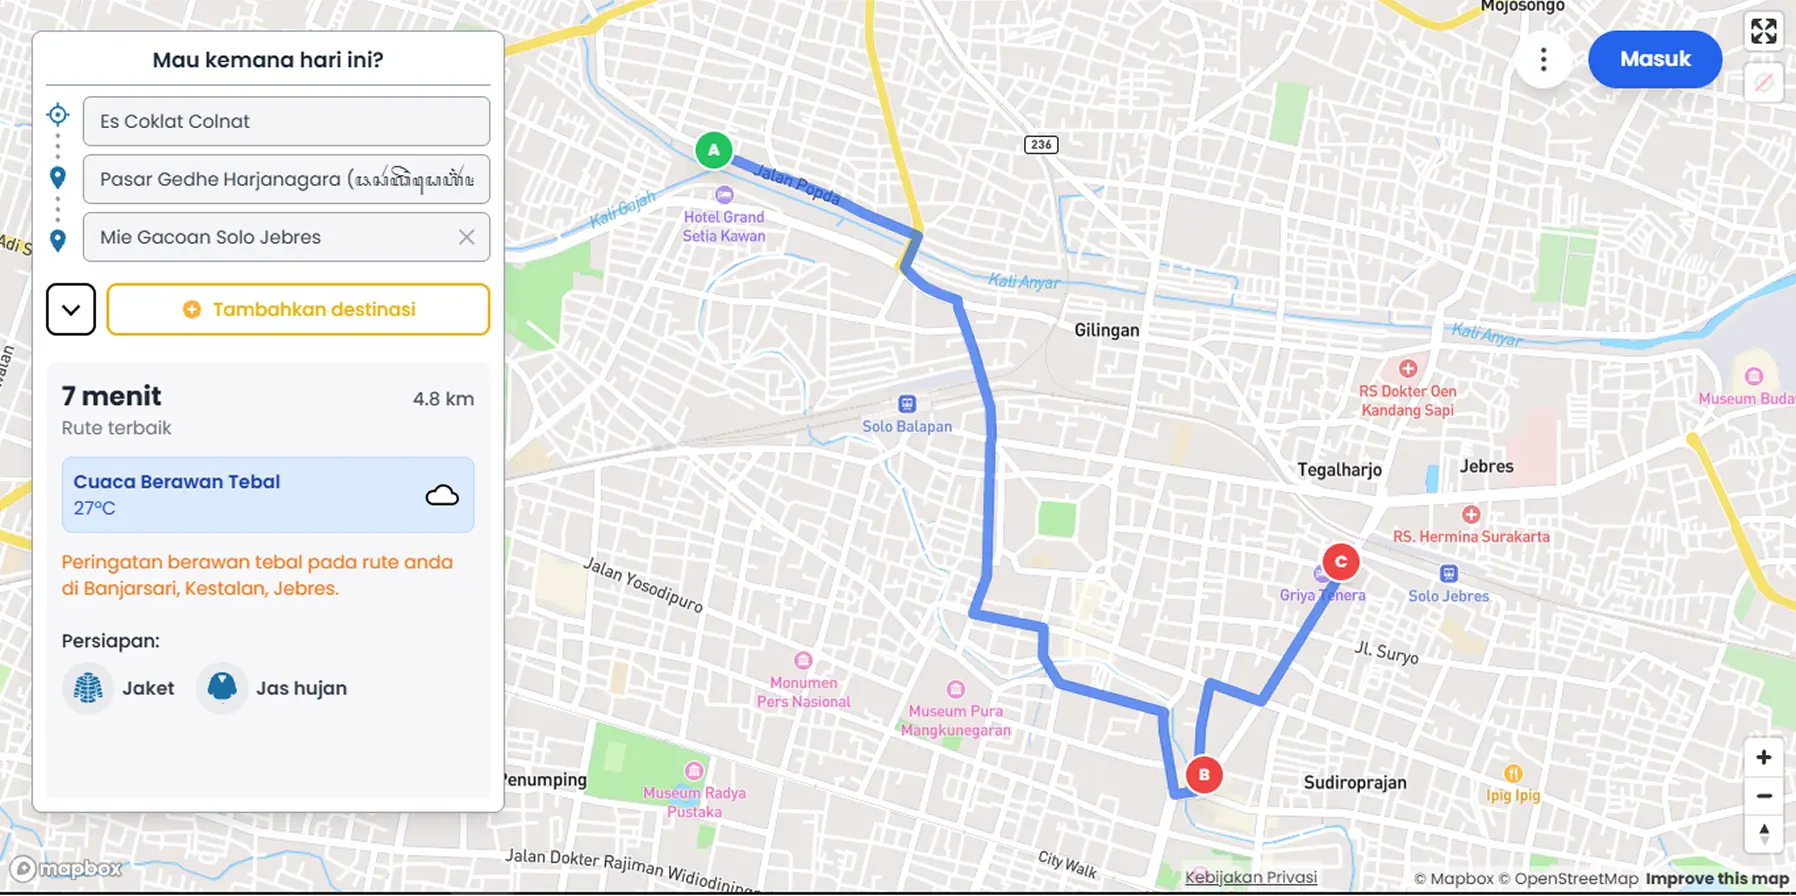 Mau kemana hari ini?
Es Coklat Colnat
Pasar Gedhe Harjanagara (
Mie Gacoan Solo Jebres
Tambahkan destinasi
7 menit
4.8 km
Rute terbaik
Cuaca Berawan Tebal
27°C
Peringatan berawan tebal pada rute anda
di Banjarsari, Kestalan, Jebres.
Persiapan:
Jaket
Jas hujan
Masuk
Mojosongo
236
A
Jalan Popda
Kali Gajah
Hotel Grand
Setia Kawan
Kali Anyar
Gilingan
Kali Anyar
RS Dokter Oen
Kandang Sapi
Museum Buda
Solo Balapan
Tegalharjo
Jebres
RS. Hermina Surakarta
C
Griya Tenera
Solo Jebres
Jalan Yosodipuro
Jl. Suryo
Monumen
Pers Nasional
Museum Pura
Mangkunegaran
B
Sudiroprajan
Ipig Ipig
Penumping
Museum Radya
Pustaka
Jalan Dokter Rajiman Widiodining
City Walk
Adi S
walan
mapbox
Kebijakan Privasi
© Mapbox © OpenStreetMap Improve this map